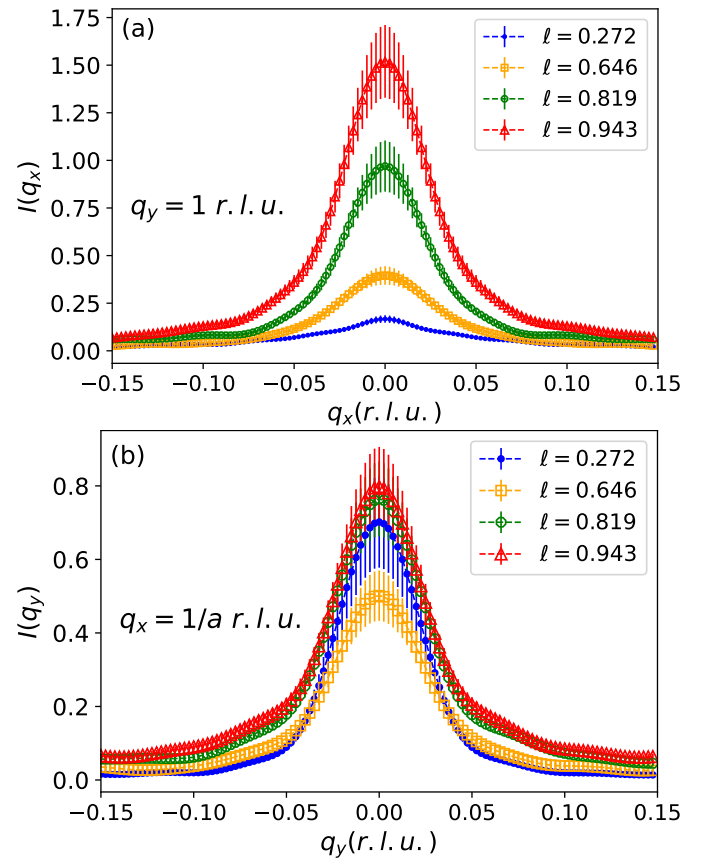 (a)
ℓ = 0.272
ℓ = 0.646
ℓ = 0.819
ℓ = 0.943
q_y = 1 r.l.u.
I(q_x)
1.75
1.50
1.25
1.00
0.75
0.50
0.25
0.00
−0.15 −0.10 −0.05 0.00 0.05 0.10 0.15
q_x(r.l.u.)
(b)
ℓ = 0.272
ℓ = 0.646
ℓ = 0.819
ℓ = 0.943
q_x = 1/a r.l.u.
I(q_y)
0.8
0.6
0.4
0.2
0.0
−0.15 −0.10 −0.05 0.00 0.05 0.10 0.15
q_y(r.l.u.)